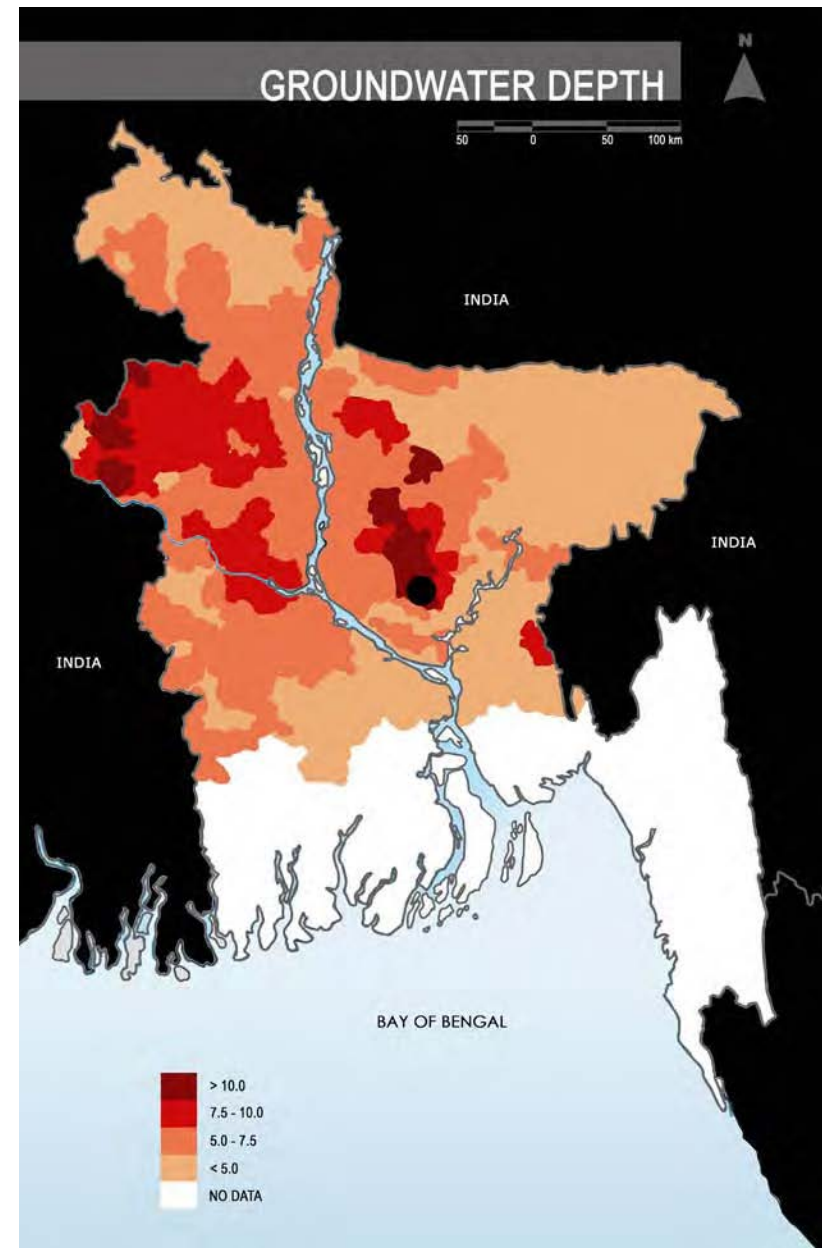 N
GROUNDWATER DEPTH
50 0 50 100 km
INDIA
INDIA
INDIA
BAY OF BENGAL
> 10.0
7.5 - 10.0
5.0 - 7.5
< 5.0
NO DATA